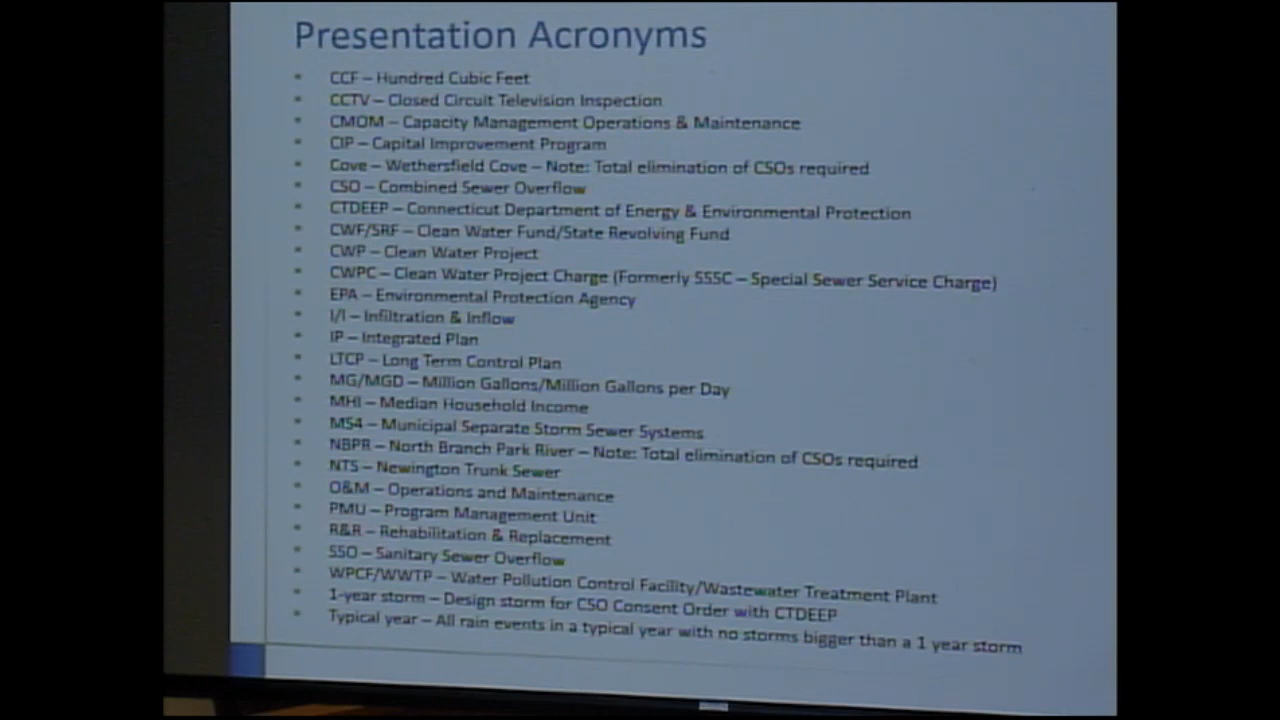 Presentation Acronyms
CCF – Hundred Cubic Feet
CCTV – Closed Circuit Television Inspection
CMOM – Capacity Management Operations & Maintenance
CIP – Capital Improvement Program
Cove – Wethersfield Cove – Note: Total elimination of CSOs required
CSO – Combined Sewer Overflow
CTDEEP – Connecticut Department of Energy & Environmental Protection
CWF/SRF – Clean Water Fund/State Revolving Fund
CWP – Clean Water Project
CWPC – Clean Water Project Charge (Formerly SSSC – Special Sewer Service Charge)
EPA – Environmental Protection Agency
I/I – Infiltration & Inflow
IP – Integrated Plan
LTCP – Long Term Control Plan
MG/MGD – Million Gallons/Million Gallons per Day
MHI – Median Household Income
MS4 – Municipal Separate Storm Sewer Systems
NBPR – North Branch Park River – Note: Total elimination of CSOs required
NTS – Newington Trunk Sewer
O&M – Operations and Maintenance
PMU – Program Management Unit
R&R – Rehabilitation & Replacement
SSO – Sanitary Sewer Overflow
WPCF/WWTP – Water Pollution Control Facility/Wastewater Treatment Plant
1-year storm – Design storm for CSO Consent Order with CTDEEP
Typical year – All rain events in a typical year with no storms bigger than a 1 year storm